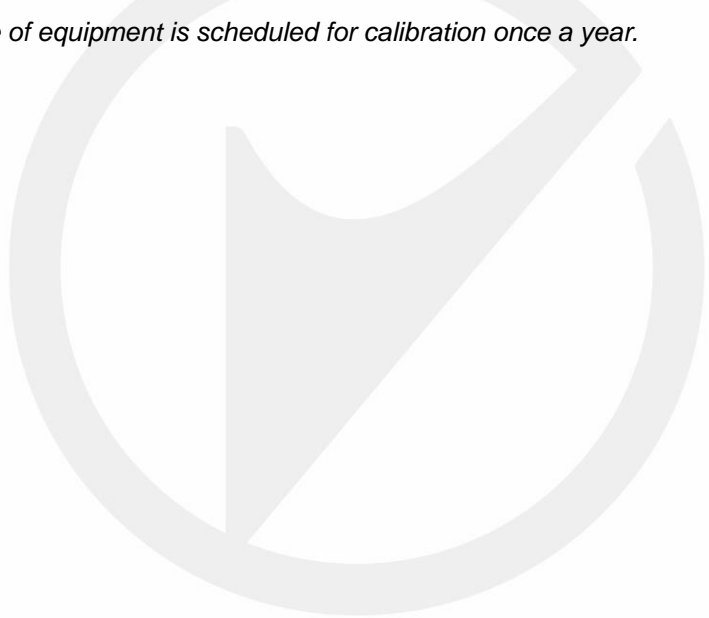 of equipment is scheduled for calibration once a year.